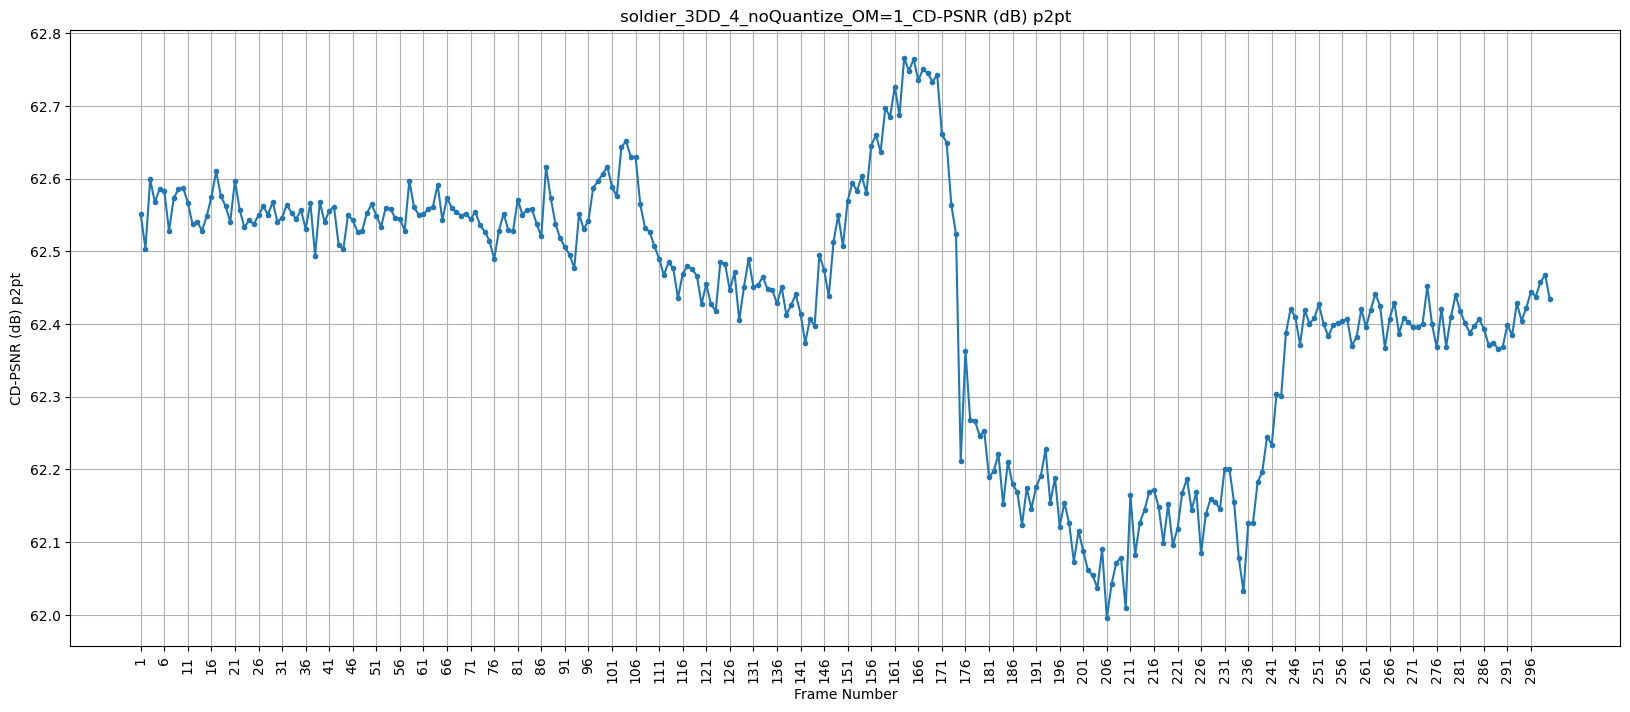 soldier_3DD_4_noQuantize_OM=1_CD-PSNR (dB) p2pt
CD-PSNR (dB) p2pt
62.8
62.7
62.6
62.5
62.4
62.3
62.2
62.1
62.0
1 6 11 16 21 26 31 36 41 46 51 56 61 66 71 76 81 86 91 96 101 106 111 116 121 126 131 136 141 146 151 156 161 166 171 176 181 186 191 196 201 206 211 216 221 226 231 236 241 246 251 256 261 266 271 276 281 286 291 296
Frame Number